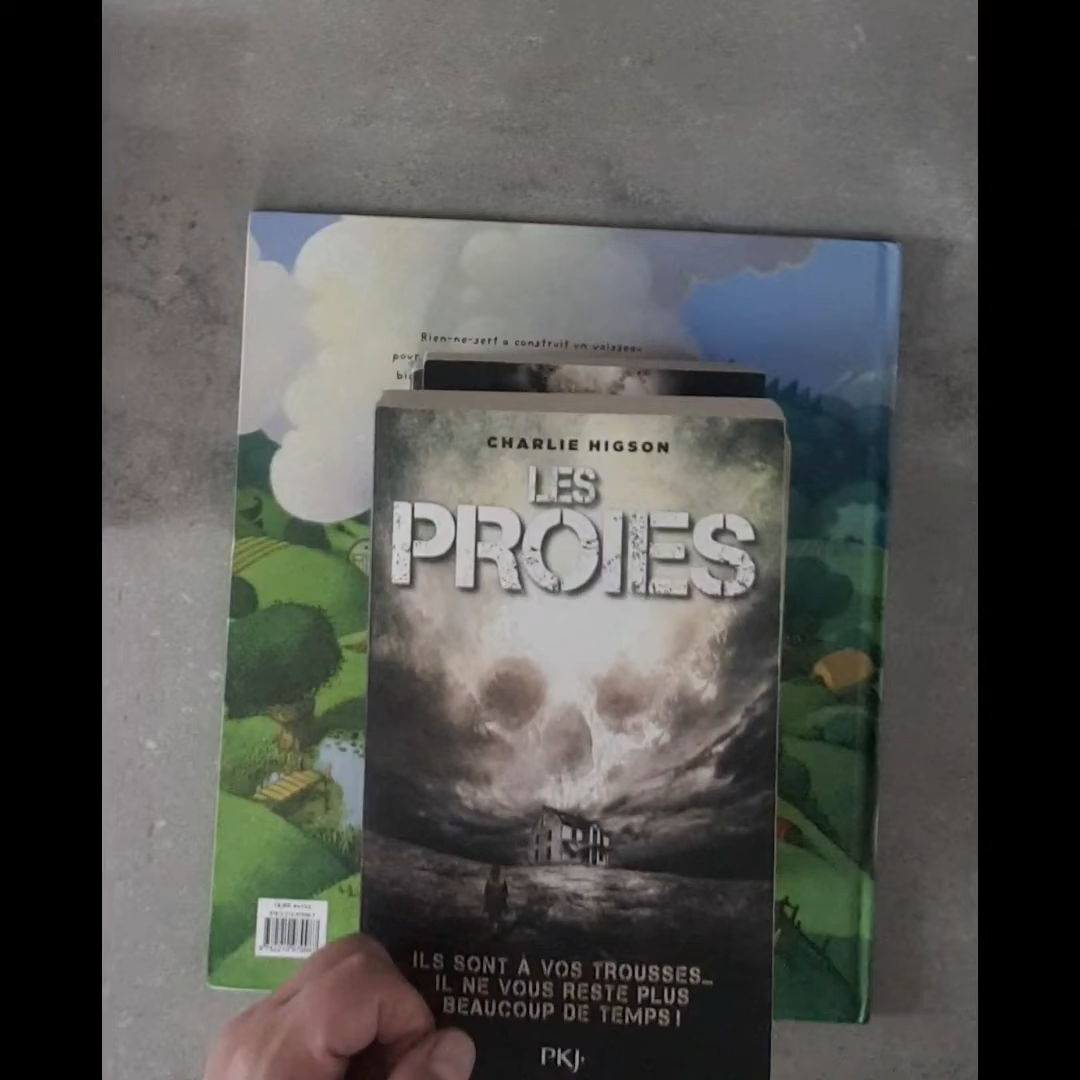 Rien-ne-sert a construit un vaisseau
pour
CHARLIE HIGSON
LES
PROIES
ILS SONT À VOS TROUSSES...
IL NE VOUS RESTE PLUS
BEAUCOUP DE TEMPS!
PKJ·